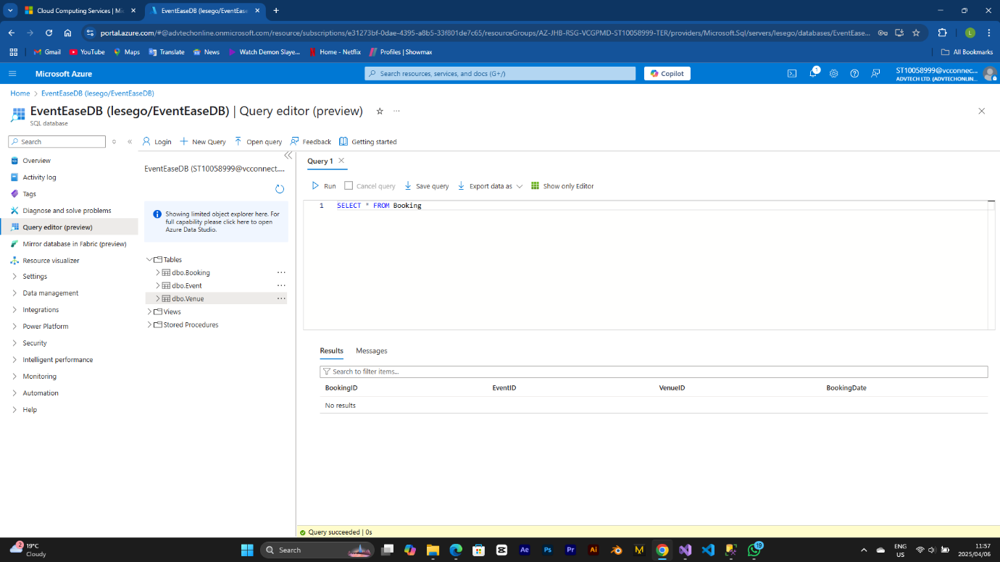 Cloud Computing Services | Mi
EventEaseDB (lesego/EventEase
portal.azure.com/#@advtechonline.onmicrosoft.com/resource/subscriptions/e31273bf-0dae-4395-a8b5-33f801de7c65/resourceGroups/AZ-JHB-RSG-VCGPMD-ST10058999-TER/providers/Microsoft.Sql/servers/lesego/databases/EventEase...
L
Gmail
YouTube
Maps
Translate
News
Watch Demon Slaye...
Home - Netflix
Profiles | Showmax
All Bookmarks
Microsoft Azure
Search resources, services, and docs (G+/)
Copilot
1
ST10058999@vcconnec...
ADVTECH LTD. (ADVTECHONLIN...
Home
EventEaseDB (lesego/EventEaseDB)
EventEaseDB (lesego/EventEaseDB) | Query editor (preview)
SQL database
Search
Login
New Query
Open query
Feedback
Getting started
Overview
Activity log
Tags
Diagnose and solve problems
Query editor (preview)
Mirror database in Fabric (preview)
Resource visualizer
Settings
Data management
Integrations
Power Platform
Security
Intelligent performance
Monitoring
Automation
Help
EventEaseDB (ST10058999@vcconnect....
Showing limited object explorer here. For
full capability please click here to open
Azure Data Studio.
Tables
dbo.Booking
dbo.Event
dbo.Venue
Views
Stored Procedures
Query 1
Run
Cancel query
Save query
Export data as
Show only Editor
1 SELECT * FROM Booking
Results
Messages
Search to filter items...
BookingID EventID VenueID BookingDate
No results
Query succeeded | 0s
2
19°C
Cloudy
Search
Ae
Ps
Pr
Ai
19
ENG
US
11:57
2025/04/06